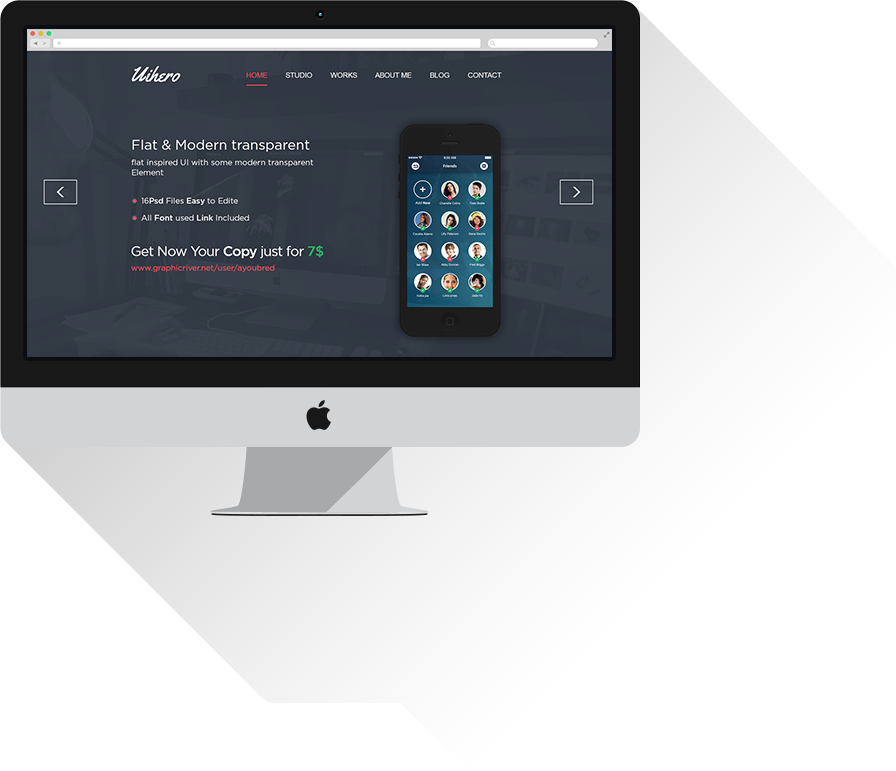 Uihero
HOME STUDIO WORKS ABOUT ME BLOG CONTACT
Flat & Modern transparent
flat inspired UI with some modern transparent
Element
16Psd Files Easy to Edite
All Font used Link Included
Get Now Your Copy just for 7$
www.graphicriver.net/user/ayoubred
Friends
Add New